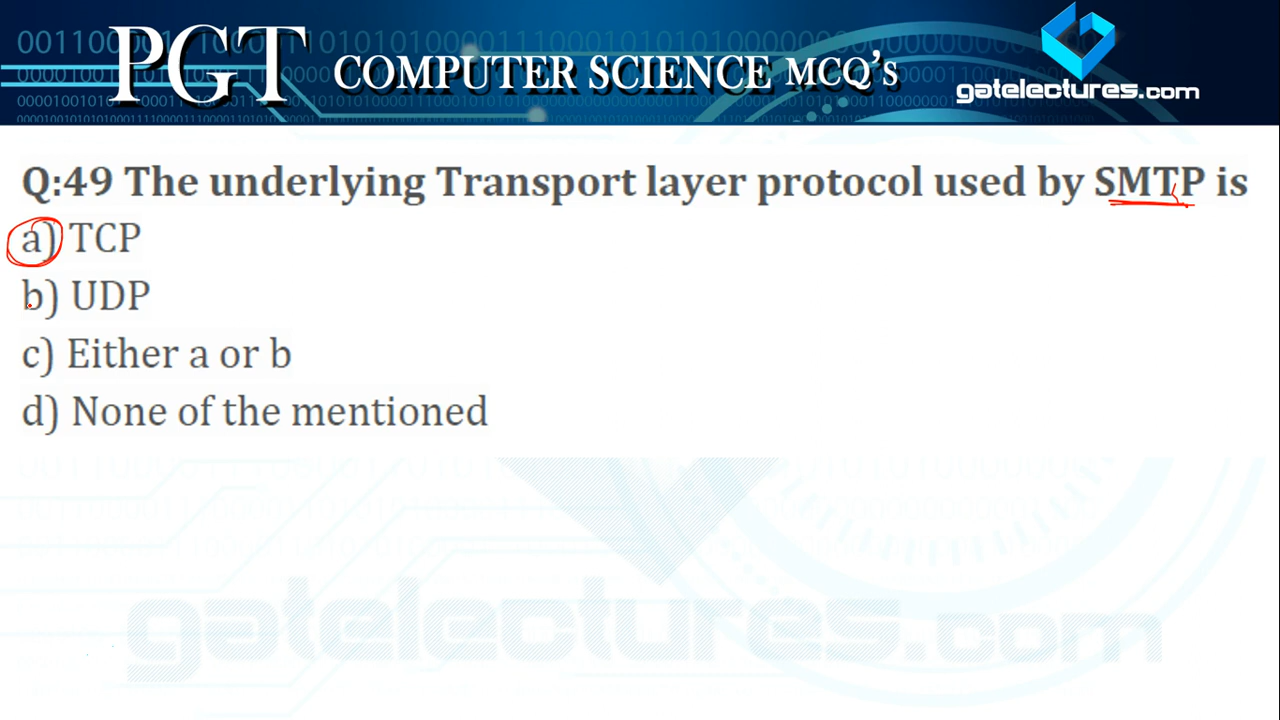 PGT COMPUTER SCIENCE MCQ's
gatelectures.com
Q:49 The underlying Transport layer protocol used by SMTP is
a) TCP
b) UDP
c) Either a or b
d) None of the mentioned
gatelectures.com